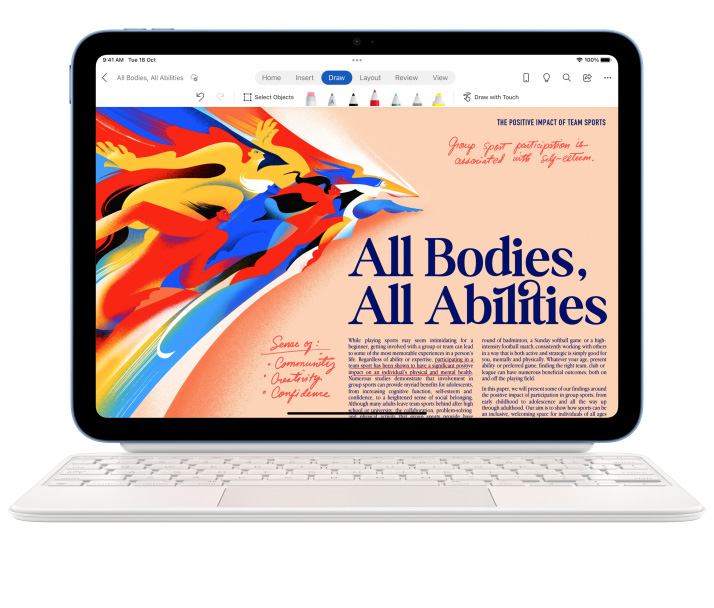 9:41 AM Tue 18 Oct
100%
All Bodies, All Abilities
Home Insert Draw Layout Review View
Select Objects
Draw with Touch
THE POSITIVE IMPACT OF TEAM SPORTS
Group sport participation is
associated with self-esteem.
All Bodies,
All Abilities
Sense of:
• Community
• Creativity
• Confidence
While playing sports may seem intimidating for a
beginner, getting involved with a group or team can lead
to some of the most memorable experiences in a person's
life. Regardless of ability or expertise, participating in a
team sport has been shown to have a significant positive
impact on an individual's physical and mental health.
Numerous studies demonstrate that involvement in
group sports can provide myriad benefits for adolescents,
from increasing cognitive function, self-esteem and
confidence, to a heightened sense of social belonging.
Although many adults leave team sports behind after high
school or university, the collaboration, problem-solving
and physical activity that group sports provide have
round of badminton, a Sunday softball game or a high-
intensity football match, consistently working with others
in a way that is both active and strategic is simply good for
you, mentally and physically. Whatever your age, present
ability or preferred game, finding the right team, club or
league can have numerous beneficial outcomes, both on
and off the playing field.
In this paper, we will present some of our findings around
the positive impact of participation in group sports, from
early childhood to adolescence and all the way up
through adulthood. Our aim is to show how sports can be
an inclusive, welcoming space for individuals of all ages